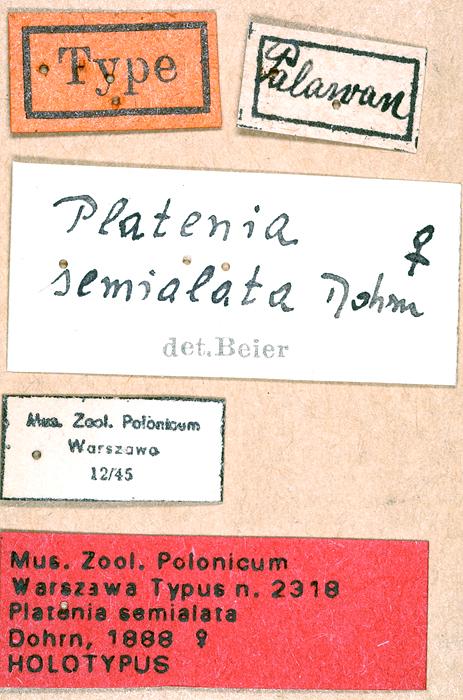 Type
Palawan
Platenia ♀
semialata Dohrn
det. Beier
Mus. Zool. Polonicum
Warszawa
12/45
Mus. Zool. Polonicum
Warszawa Typus n. 2318
Platenia semialata
Dohrn, 1888 ♀
HOLOTYPUS